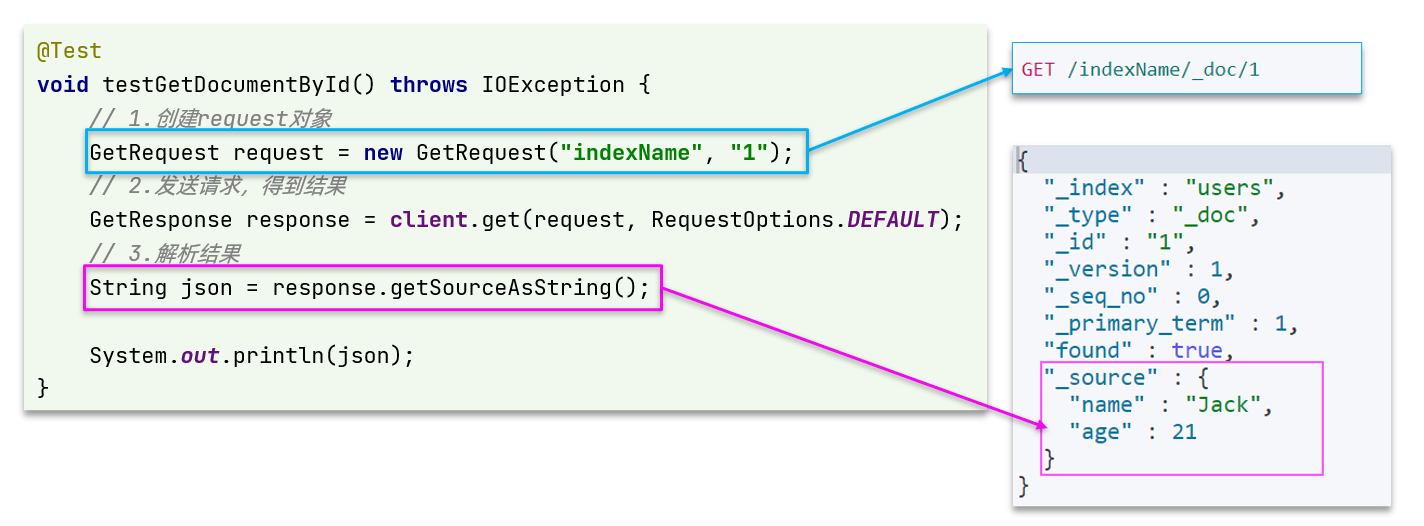 @Test
void testGetDocumentById() throws IOException {
    // 1.创建request对象
    GetRequest request = new GetRequest("indexName", "1");
    // 2.发送请求，得到结果
    GetResponse response = client.get(request, RequestOptions.DEFAULT);
    // 3.解析结果
    String json = response.getSourceAsString();
    System.out.println(json);
}
GET /indexName/_doc/1
{
  "_index" : "users",
  "_type" : "_doc",
  "_id" : "1",
  "_version" : 1,
  "_seq_no" : 0,
  "_primary_term" : 1,
  "found" : true,
  "_source" : {
    "name" : "Jack",
    "age" : 21
  }
}